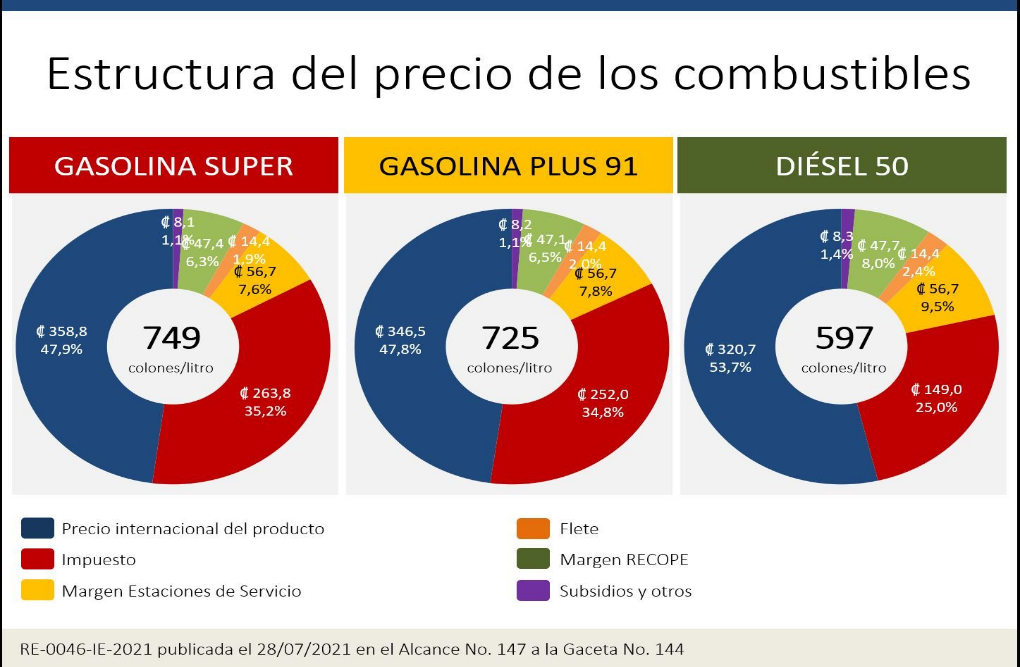 Estructura del precio de los combustibles
GASOLINA SUPER
₡ 8,1
1,1%
₡ 47,4
6,3%
₡ 14,4
1,9%
₡ 56,7
7,6%
₡ 358,8
47,9%
749
colones/litro
₡ 263,8
35,2%
GASOLINA PLUS 91
₡ 8,2
1,1%
₡ 47,1
6,5%
₡ 14,4
2,0%
₡ 56,7
7,8%
₡ 346,5
47,8%
725
colones/litro
₡ 252,0
34,8%
DIÉSEL 50
₡ 8,3
1,4%
₡ 47,7
8,0%
₡ 14,4
2,4%
₡ 56,7
9,5%
₡ 320,7
53,7%
597
colones/litro
₡ 149,0
25,0%
Precio internacional del producto
Impuesto
Margen Estaciones de Servicio
Flete
Margen RECOPE
Subsidios y otros
RE-0046-IE-2021 publicada el 28/07/2021 en el Alcance No. 147 a la Gaceta No. 144